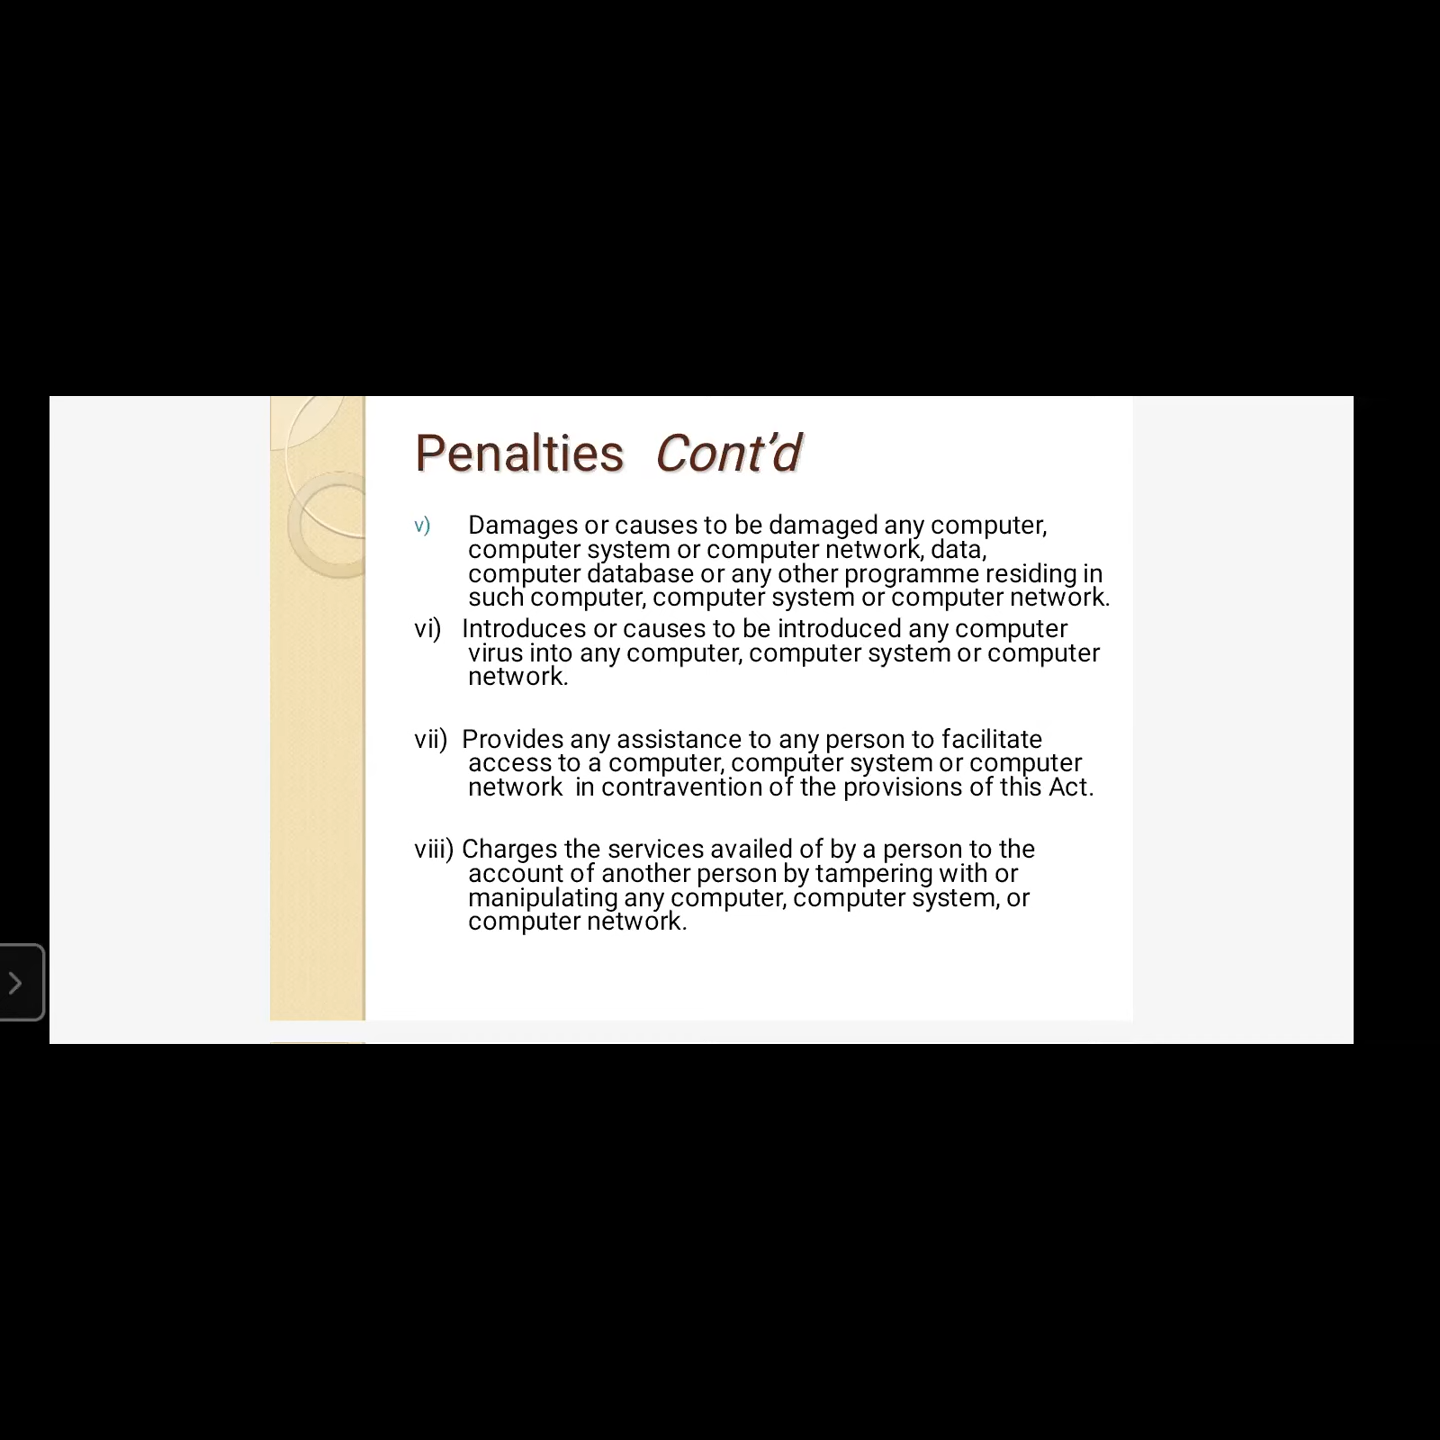 Penalties Cont’d
v) Damages or causes to be damaged any computer,
computer system or computer network, data,
computer database or any other programme residing in
such computer, computer system or computer network.
vi) Introduces or causes to be introduced any computer
virus into any computer, computer system or computer
network.
vii) Provides any assistance to any person to facilitate
access to a computer, computer system or computer
network in contravention of the provisions of this Act.
viii) Charges the services availed of by a person to the
account of another person by tampering with or
manipulating any computer, computer system, or
computer network.